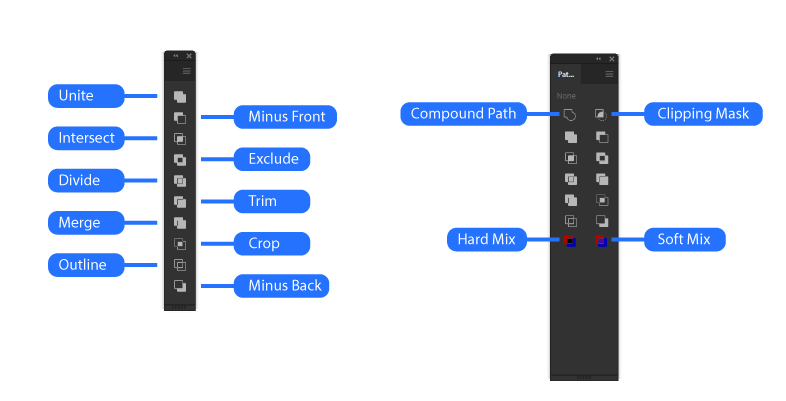 Unite
Minus Front
Intersect
Exclude
Divide
Trim
Merge
Crop
Outline
Minus Back
Pat...
None
Compound Path
Clipping Mask
Hard Mix
Soft Mix